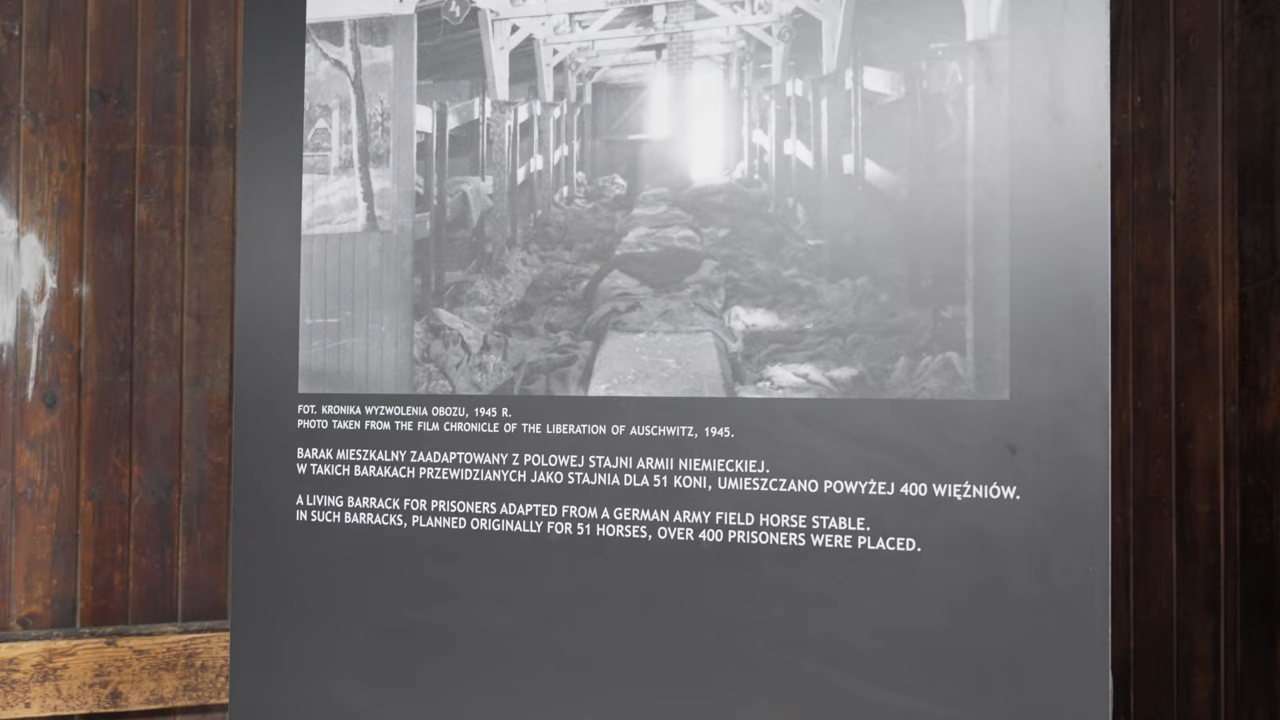 FOT. KRONIKA WYZWOLENIA OBOZU, 1945 R.
PHOTO TAKEN FROM THE FILM CHRONICLE OF THE LIBERATION OF AUSCHWITZ, 1945.
BARAK MIESZKALNY ZAADAPTOWANY Z POLOWEJ STAJNI ARMII NIEMIECKIEJ.
W TAKICH BARAKACH PRZEWIDZIANYCH JAKO STAJNIA DLA 51 KONI, UMIESZCZANO POWYŻEJ 400 WIĘŹNIÓW.
A LIVING BARRACK FOR PRISONERS ADAPTED FROM A GERMAN ARMY FIELD HORSE STABLE.
IN SUCH BARRACKS, PLANNED ORIGINALLY FOR 51 HORSES, OVER 400 PRISONERS WERE PLACED.